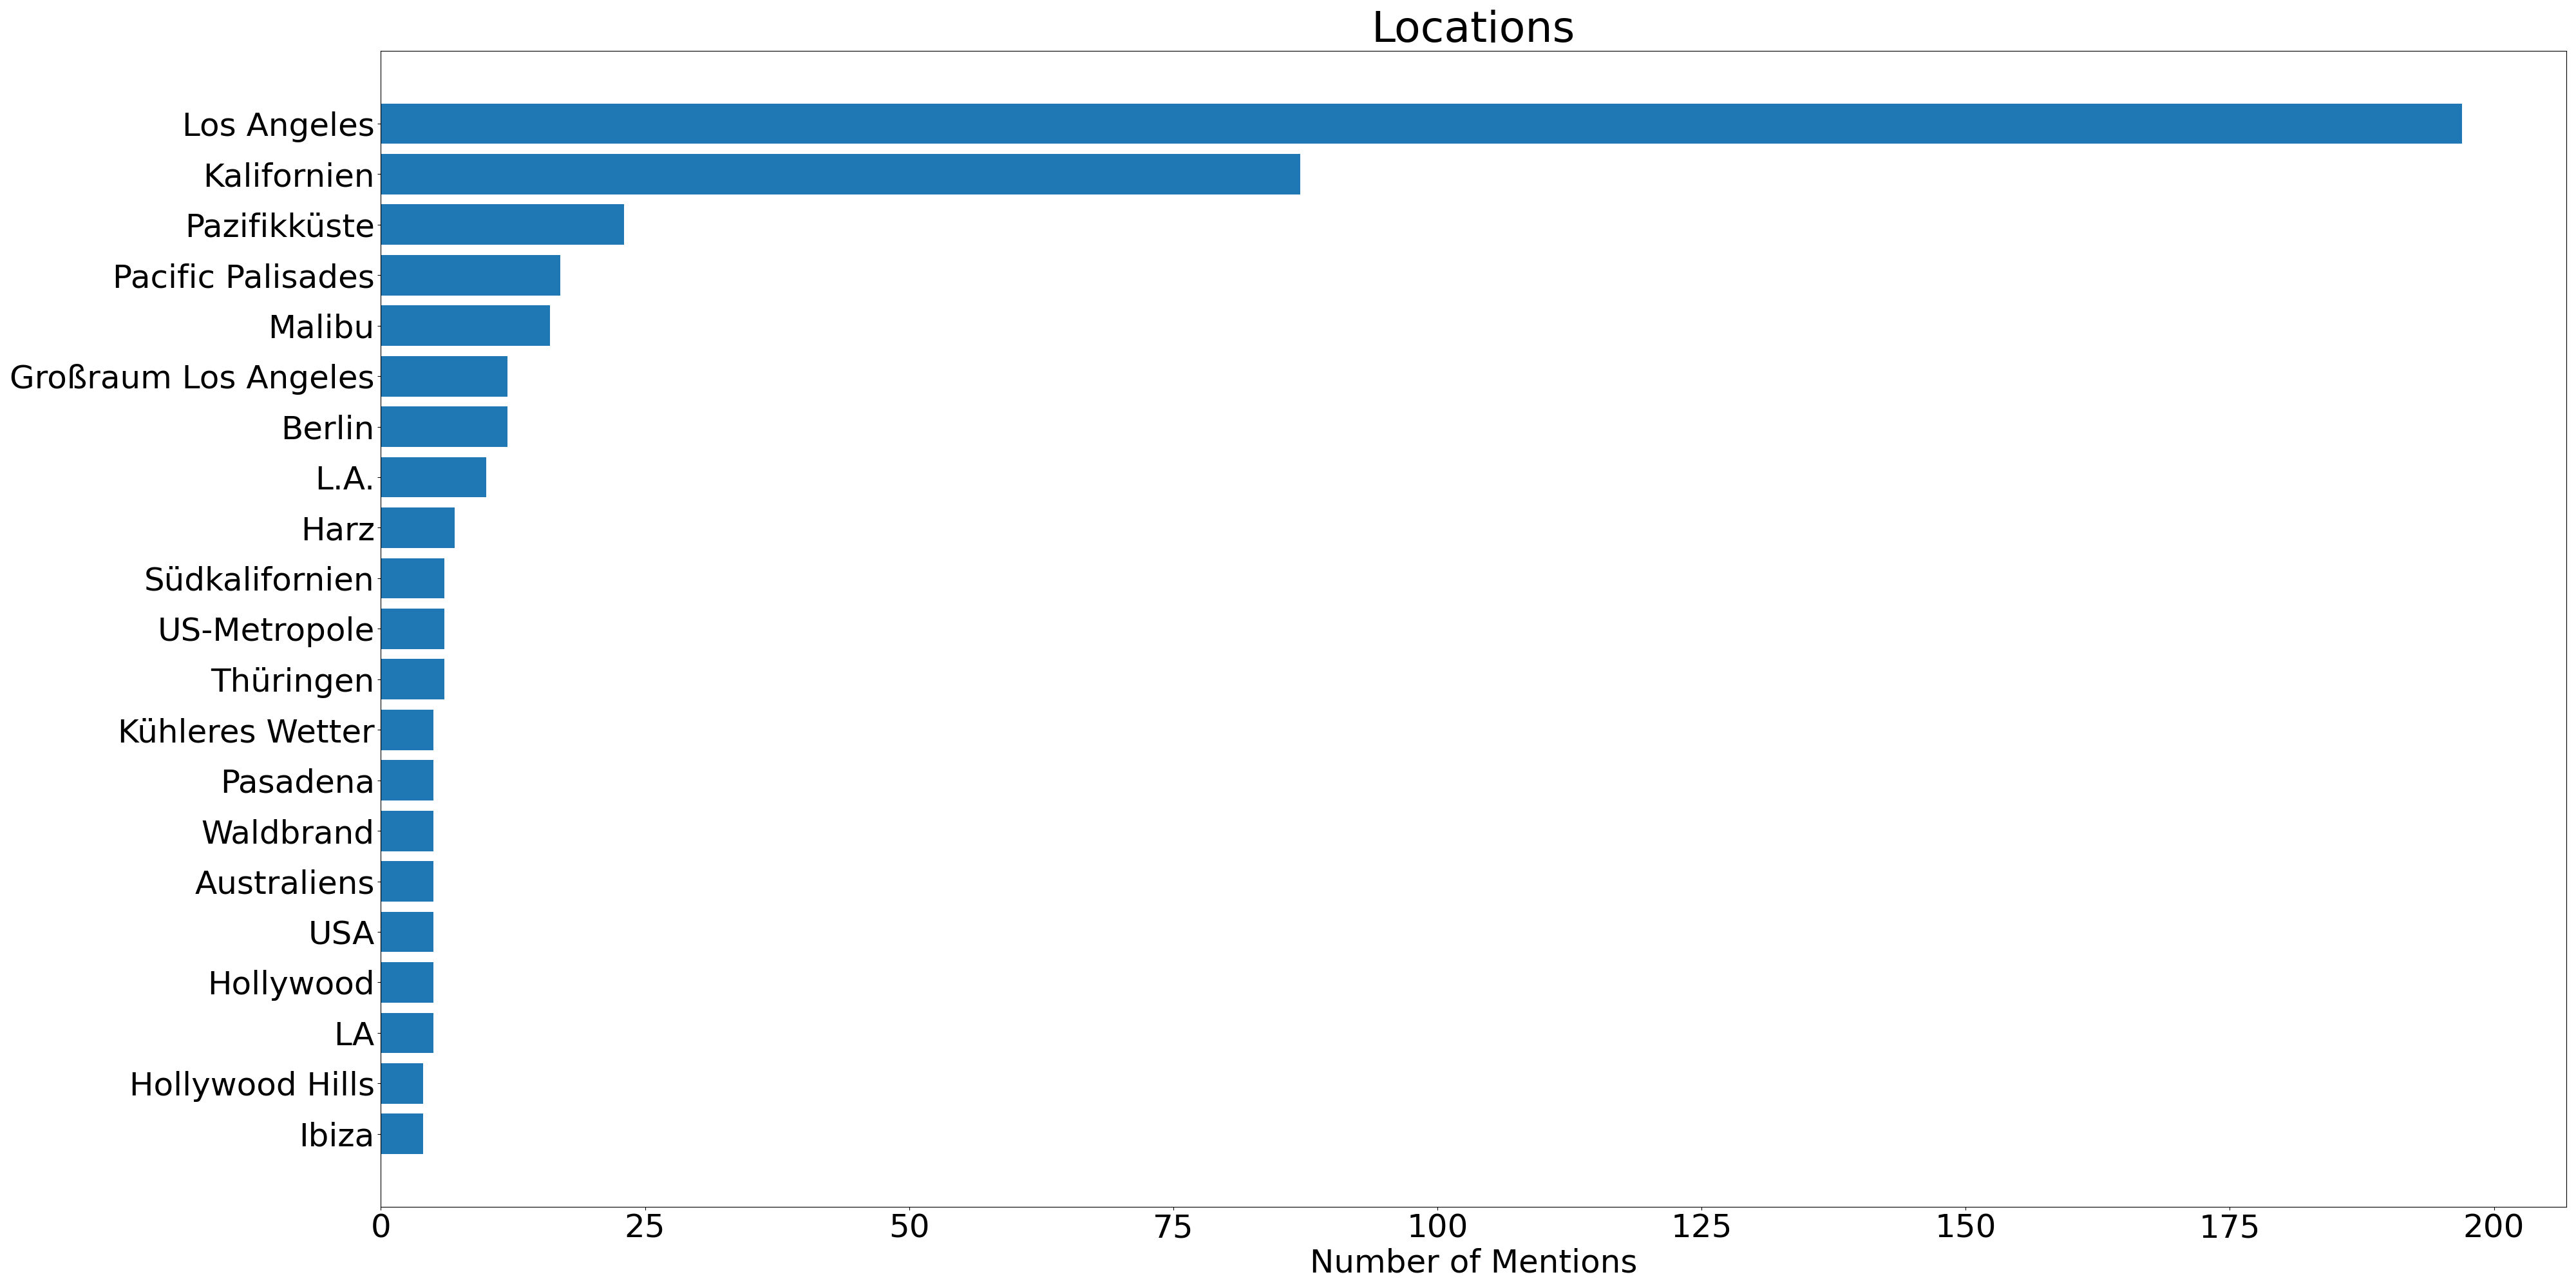 Locations
Los Angeles
Kalifornien
Pazifikküste
Pacific Palisades
Malibu
Großraum Los Angeles
Berlin
L.A.
Harz
Südkalifornien
US-Metropole
Thüringen
Kühleres Wetter
Pasadena
Waldbrand
Australiens
USA
Hollywood
LA
Hollywood Hills
Ibiza
0 25 50 75 100 125 150 175 200
Number of Mentions